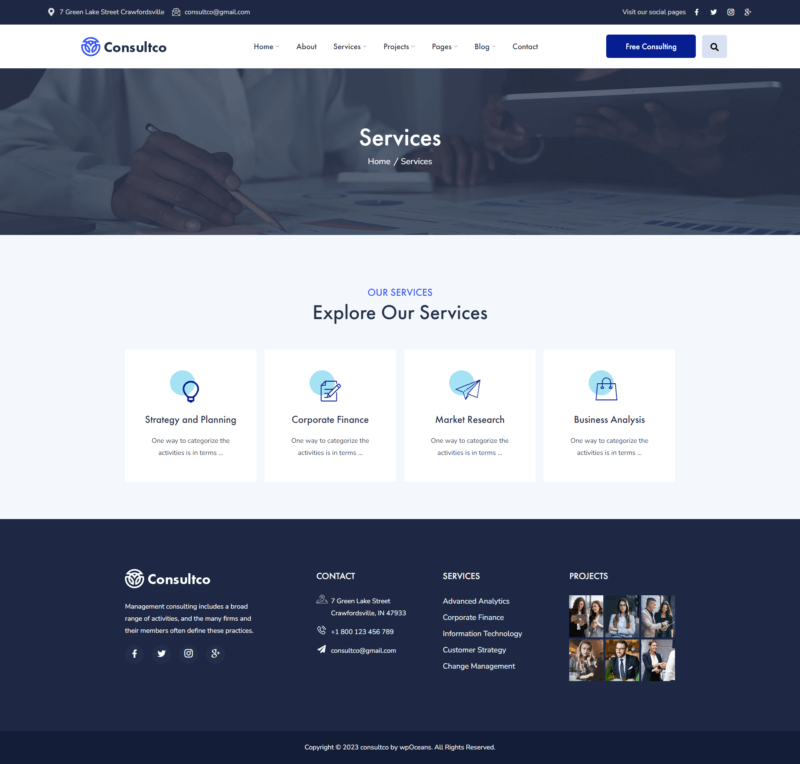 7 Green Lake Street Crawfordsville consultco@gmail.com Visit our social pages
Consultco Home About Services Projects Pages Blog Contact Free Consulting
Services
Home / Services
OUR SERVICES
Explore Our Services
Strategy and Planning
One way to categorize the
activities is in terms ...
Corporate Finance
One way to categorize the
activities is in terms ...
Market Research
One way to categorize the
activities is in terms ...
Business Analysis
One way to categorize the
activities is in terms ...
Consultco
Management consulting includes a broad
range of activities, and the many firms and
their members often define these practices.
CONTACT
7 Green Lake Street
Crawfordsville, IN 47933
+1 800 123 456 789
consultco@gmail.com
SERVICES
Advanced Analytics
Corporate Finance
Information Technology
Customer Strategy
Change Management
PROJECTS
Copyright © 2023 consultco by wpOceans. All Rights Reserved.